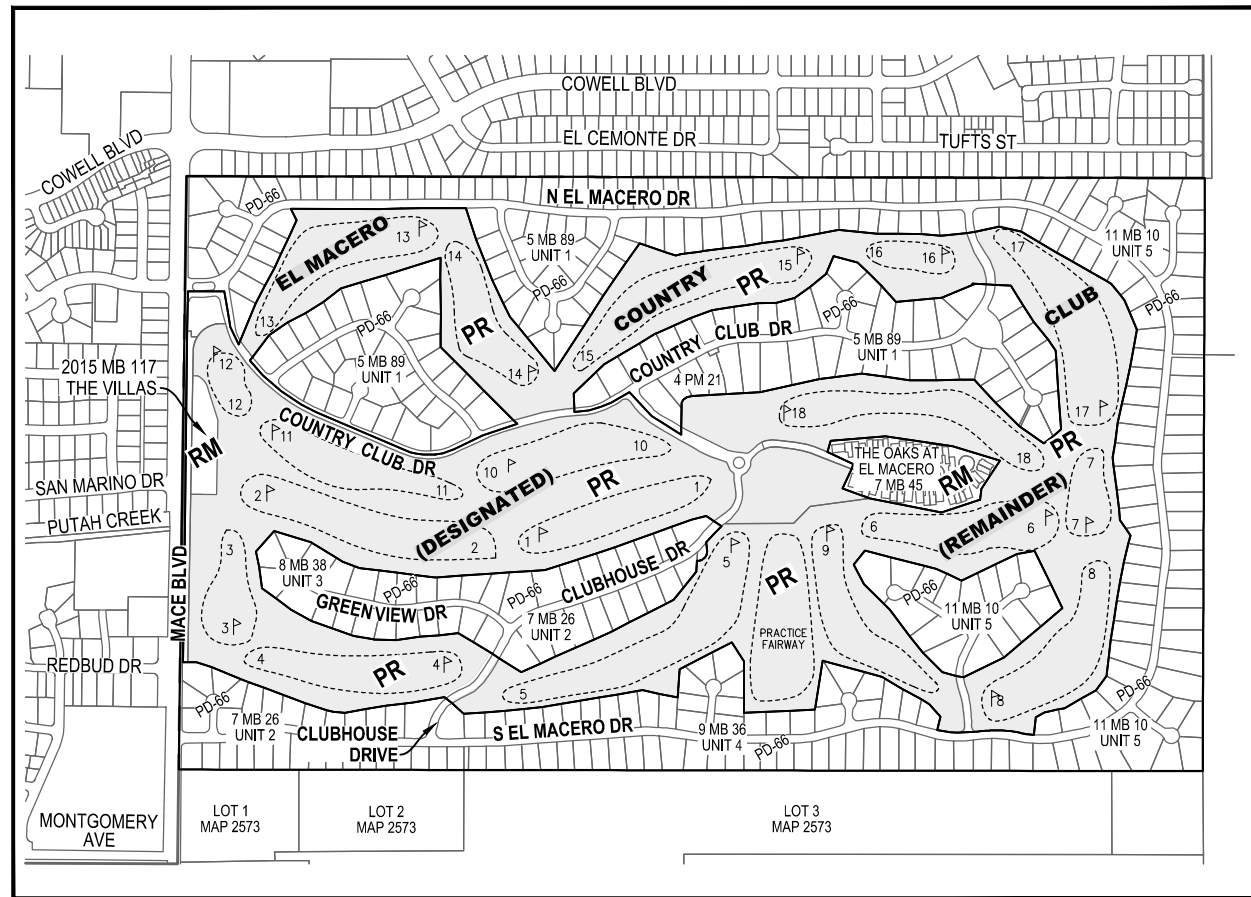 COWELL BLVD
EL CEMONTE DR
TUFTS ST
COWELL BLVD
PD-66
N EL MACERO DR
EL MACERO
13
13
14
PR
14
5 MB 89
UNIT 1
PD-66
COUNTRY
PR
15
15
16
16
17
CLUB
17
11 MB 10
UNIT 5
PD-66
PD-66
5 MB 89
UNIT 1
COUNTRY CLUB DR
PD-66
5 MB 89
UNIT 1
4 PM 21
2015 MB 117
THE VILLAS
RM
12
12
11
COUNTRY CLUB DR
11
10
10
18
18
PR
THE OAKS AT
EL MACERO
7 MB 45
RM
7
7
SAN MARINO DR
PUTAH CREEK
2
(DESIGNATED)
PR
1
1
2
6
(REMAINDER)
6
3
3
8 MB 38
UNIT 3
PD-66
GREENVIEW DR
PD-66
CLUBHOUSE DR
7 MB 26
UNIT 2
5
PR
9
PRACTICE
FAIRWAY
PD-66
11 MB 10
UNIT 5
8
8
MACE BLVD
REDBUD DR
4
PR
4
5
PD-66
7 MB 26
UNIT 2
CLUBHOUSE
DRIVE
S EL MACERO DR
9 MB 36
UNIT 4
PD-66
PD-66
11 MB 10
UNIT 5
MONTGOMERY
AVE
LOT 1
MAP 2573
LOT 2
MAP 2573
LOT 3
MAP 2573